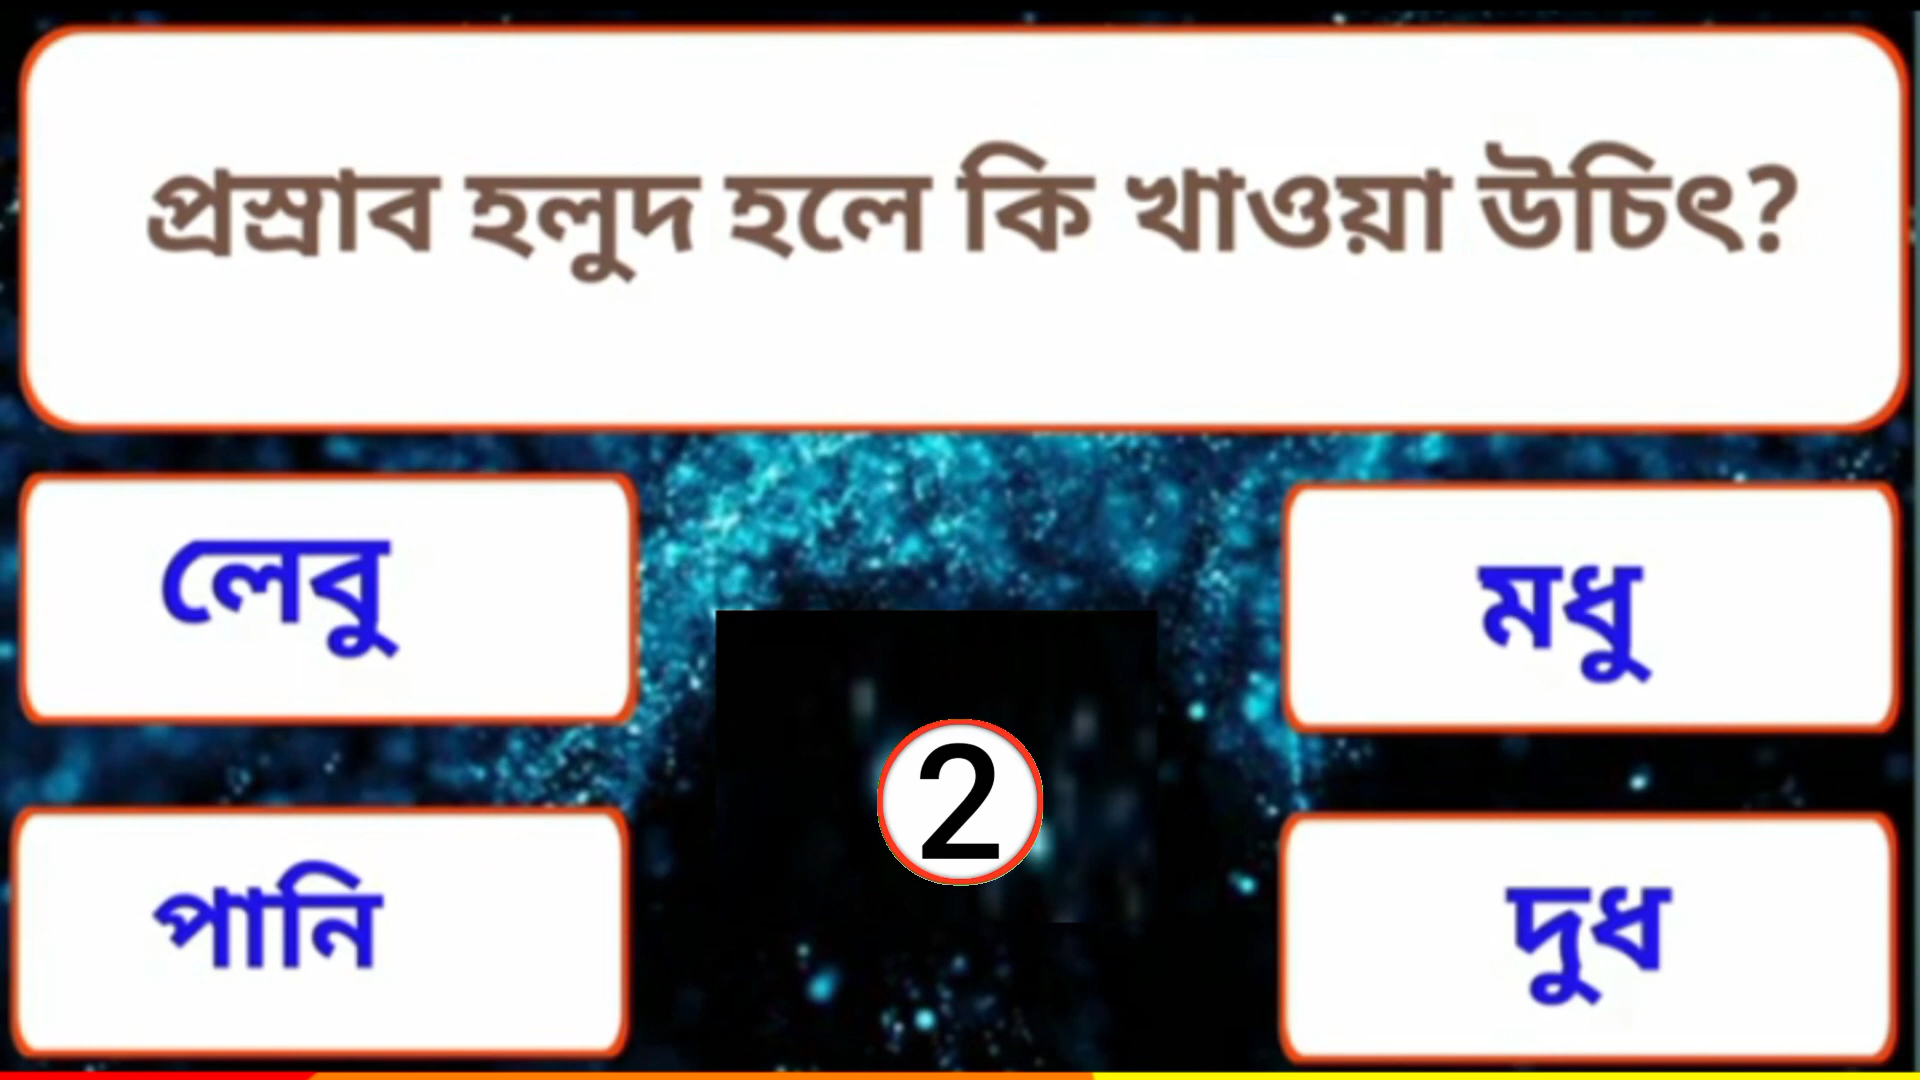 প্রস্রাব হলুদ হলে কি খাওয়া উচিৎ?
লেবু
মধু
2
পানি
দুধ